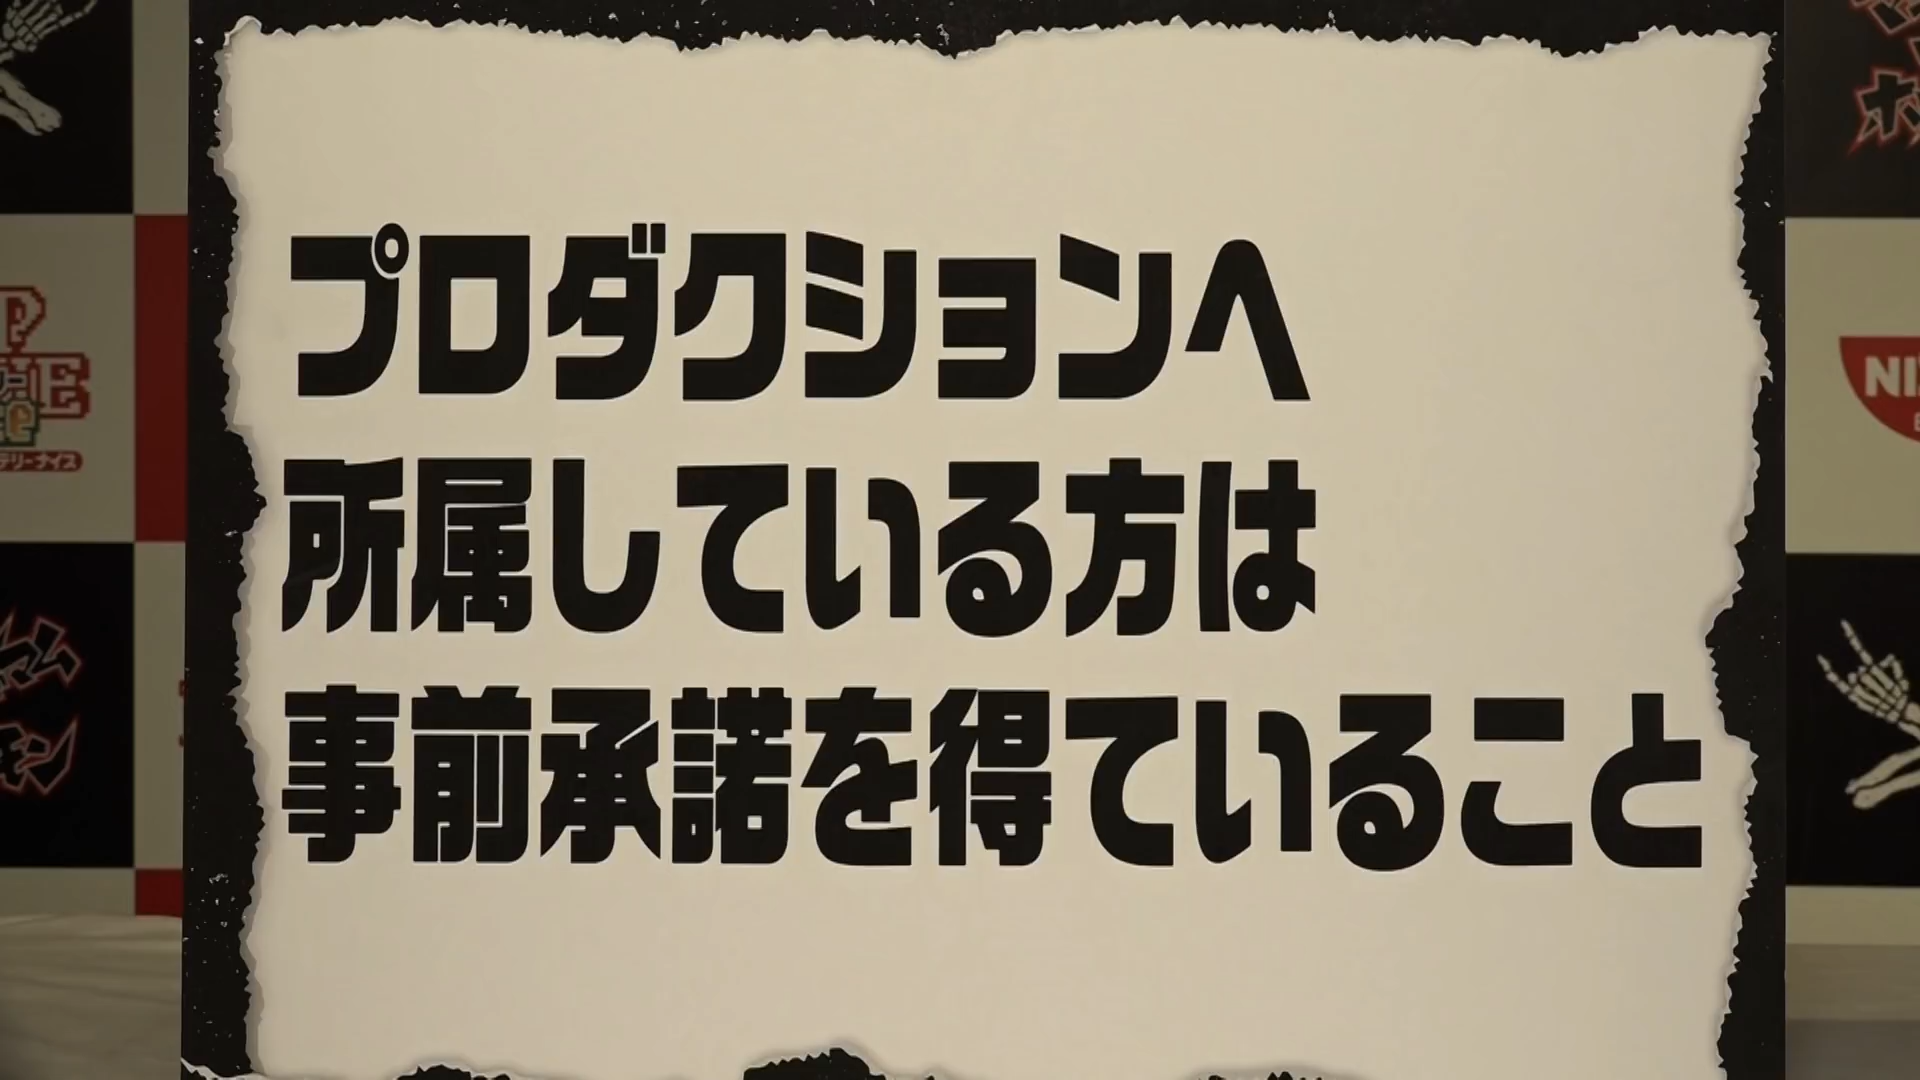 プロダクションへ
所属している方は
事前承諾を得ていること